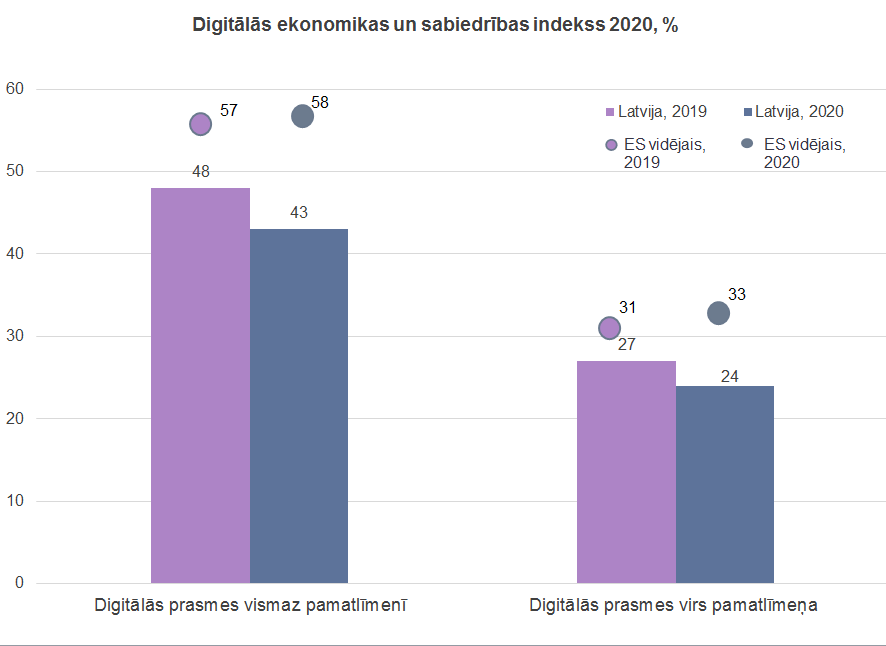 Digitālās ekonomikas un sabiedrības indekss 2020, %
60
50
40
30
20
10
0
57
58
48
43
31
33
27
24
Latvija, 2019
Latvija, 2020
ES vidējais,
2019
ES vidējais,
2020
Digitālās prasmes vismaz pamatlīmenī
Digitālās prasmes virs pamatlīmeņa